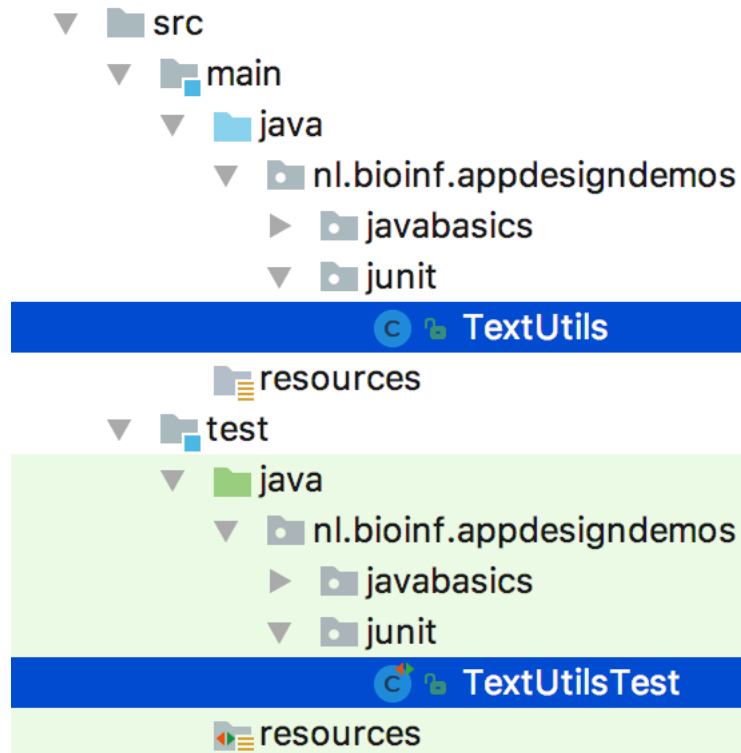 src
main
java
nl.bioinf.appdesigndemos
javabasics
junit
C TextUtils
resources
test
java
nl.bioinf.appdesigndemos
javabasics
junit
C TextUtilsTest
resources